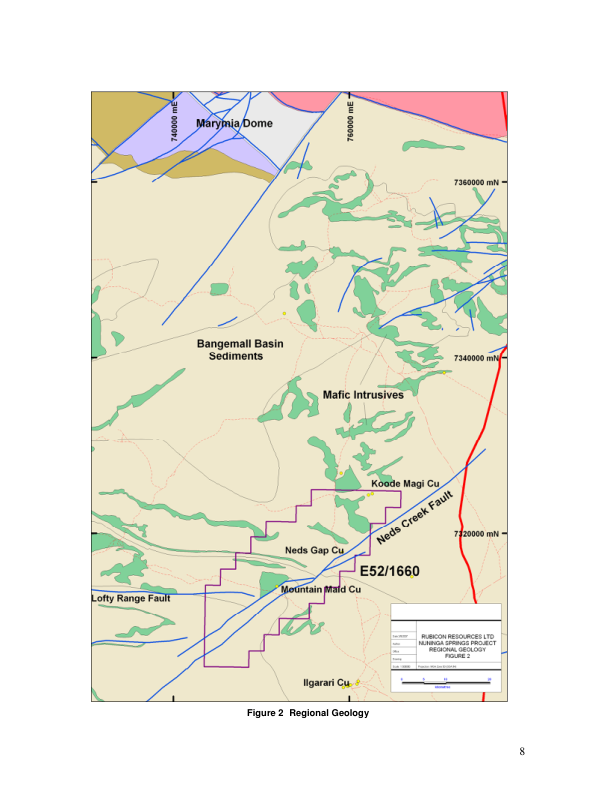 740000 mE
760000 mE
Marymia Dome
7360000 mN
Bangemall Basin
Sediments
7340000 mN
Mafic Intrusives
Koode Magi Cu
Neds Creek Fault
7320000 mN
Neds Gap Cu
E52/1660
Mountain Maid Cu
Lofty Range Fault
RUBICON RESOURCES LTD
NUNINGA SPRINGS PROJECT
REGIONAL GEOLOGY
FIGURE 2
Ilgarari Cu
Figure 2 Regional Geology
8